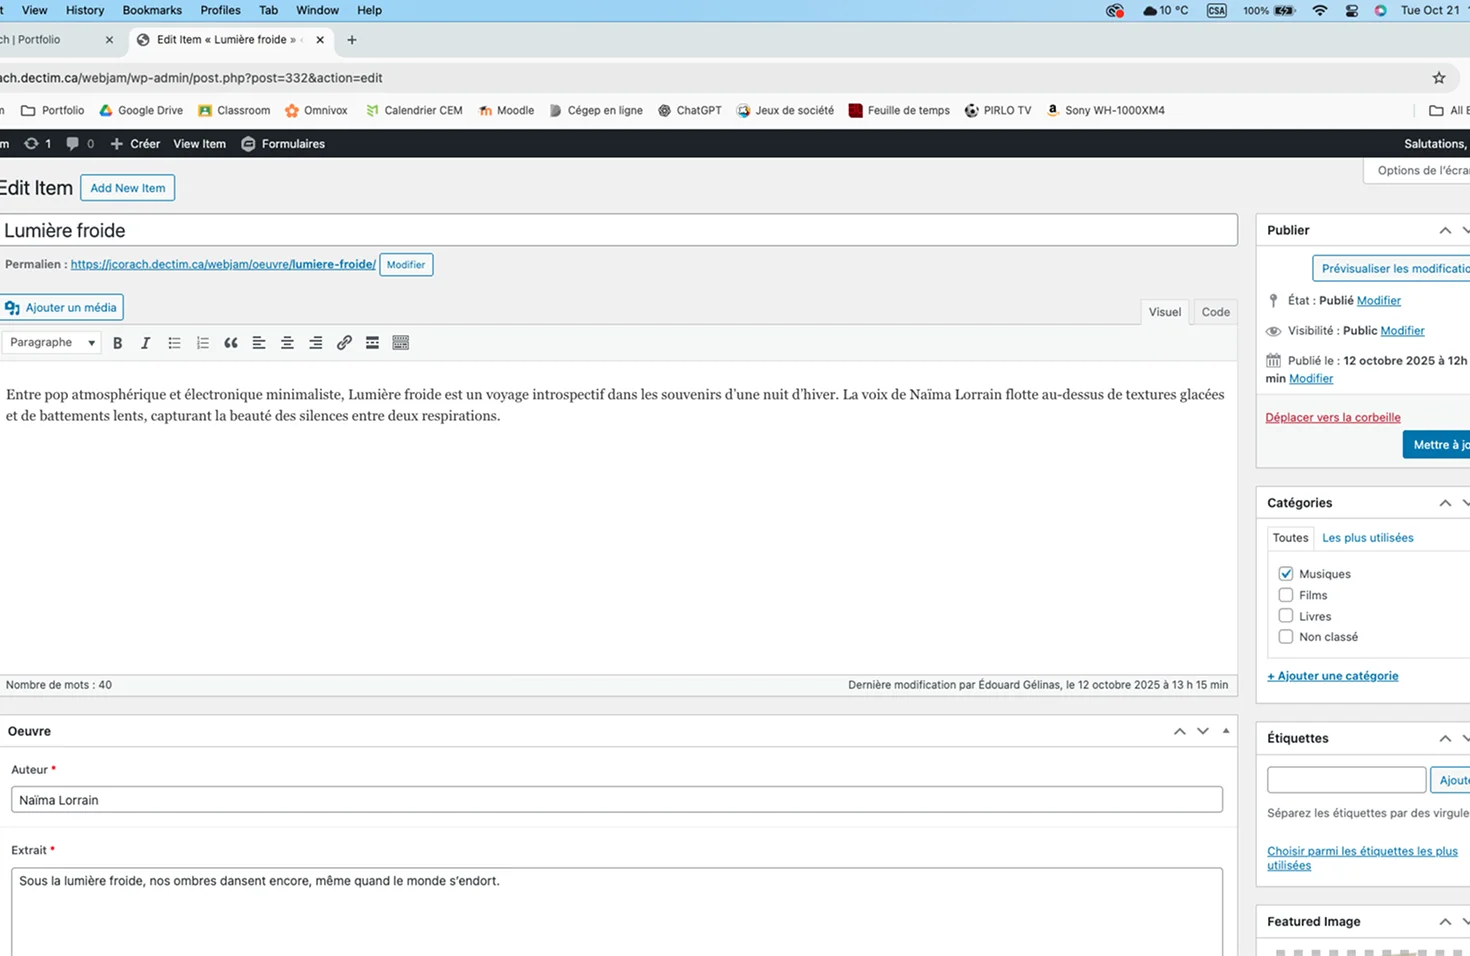 View History Bookmarks Profiles Tab Window Help 10 °C CSA 100% Tue Oct 21
ch | Portfolio Edit Item « Lumière froide » ‹
ach.dectim.ca/webjam/wp-admin/post.php?post=332&action=edit
Portfolio Google Drive Classroom Omnivox Calendrier CEM Moodle Cégep en ligne ChatGPT Jeux de société Feuille de temps PIRLO TV Sony WH-1000XM4 All
1 0 + Créer View Item Formulaires Salutations,
Options de l'écra
Edit Item Add New Item
Lumière froide
Permalien : https://jcorach.dectim.ca/webjam/oeuvre/lumiere-froide/ Modifier
Ajouter un média
Visuel Code
Paragraphe B I
Entre pop atmosphérique et électronique minimaliste, Lumière froide est un voyage introspectif dans les souvenirs d’une nuit d’hiver. La voix de Naïma Lorrain flotte au-dessus de textures glacées
et de battements lents, capturant la beauté des silences entre deux respirations.
Nombre de mots : 40 Dernière modification par Édouard Gélinas, le 12 octobre 2025 à 13 h 15 min
Oeuvre
Auteur *
Naïma Lorrain
Extrait *
Sous la lumière froide, nos ombres dansent encore, même quand le monde s’endort.
Publier
Prévisualiser les modificatio
État : Publié Modifier
Visibilité : Public Modifier
Publié le : 12 octobre 2025 à 12h
min Modifier
Déplacer vers la corbeille
Mettre à jo
Catégories
Toutes Les plus utilisées
Musiques
Films
Livres
Non classé
+ Ajouter une catégorie
Étiquettes
Ajoute
Séparez les étiquettes par des virgule
Choisir parmi les étiquettes les plus
utilisées
Featured Image